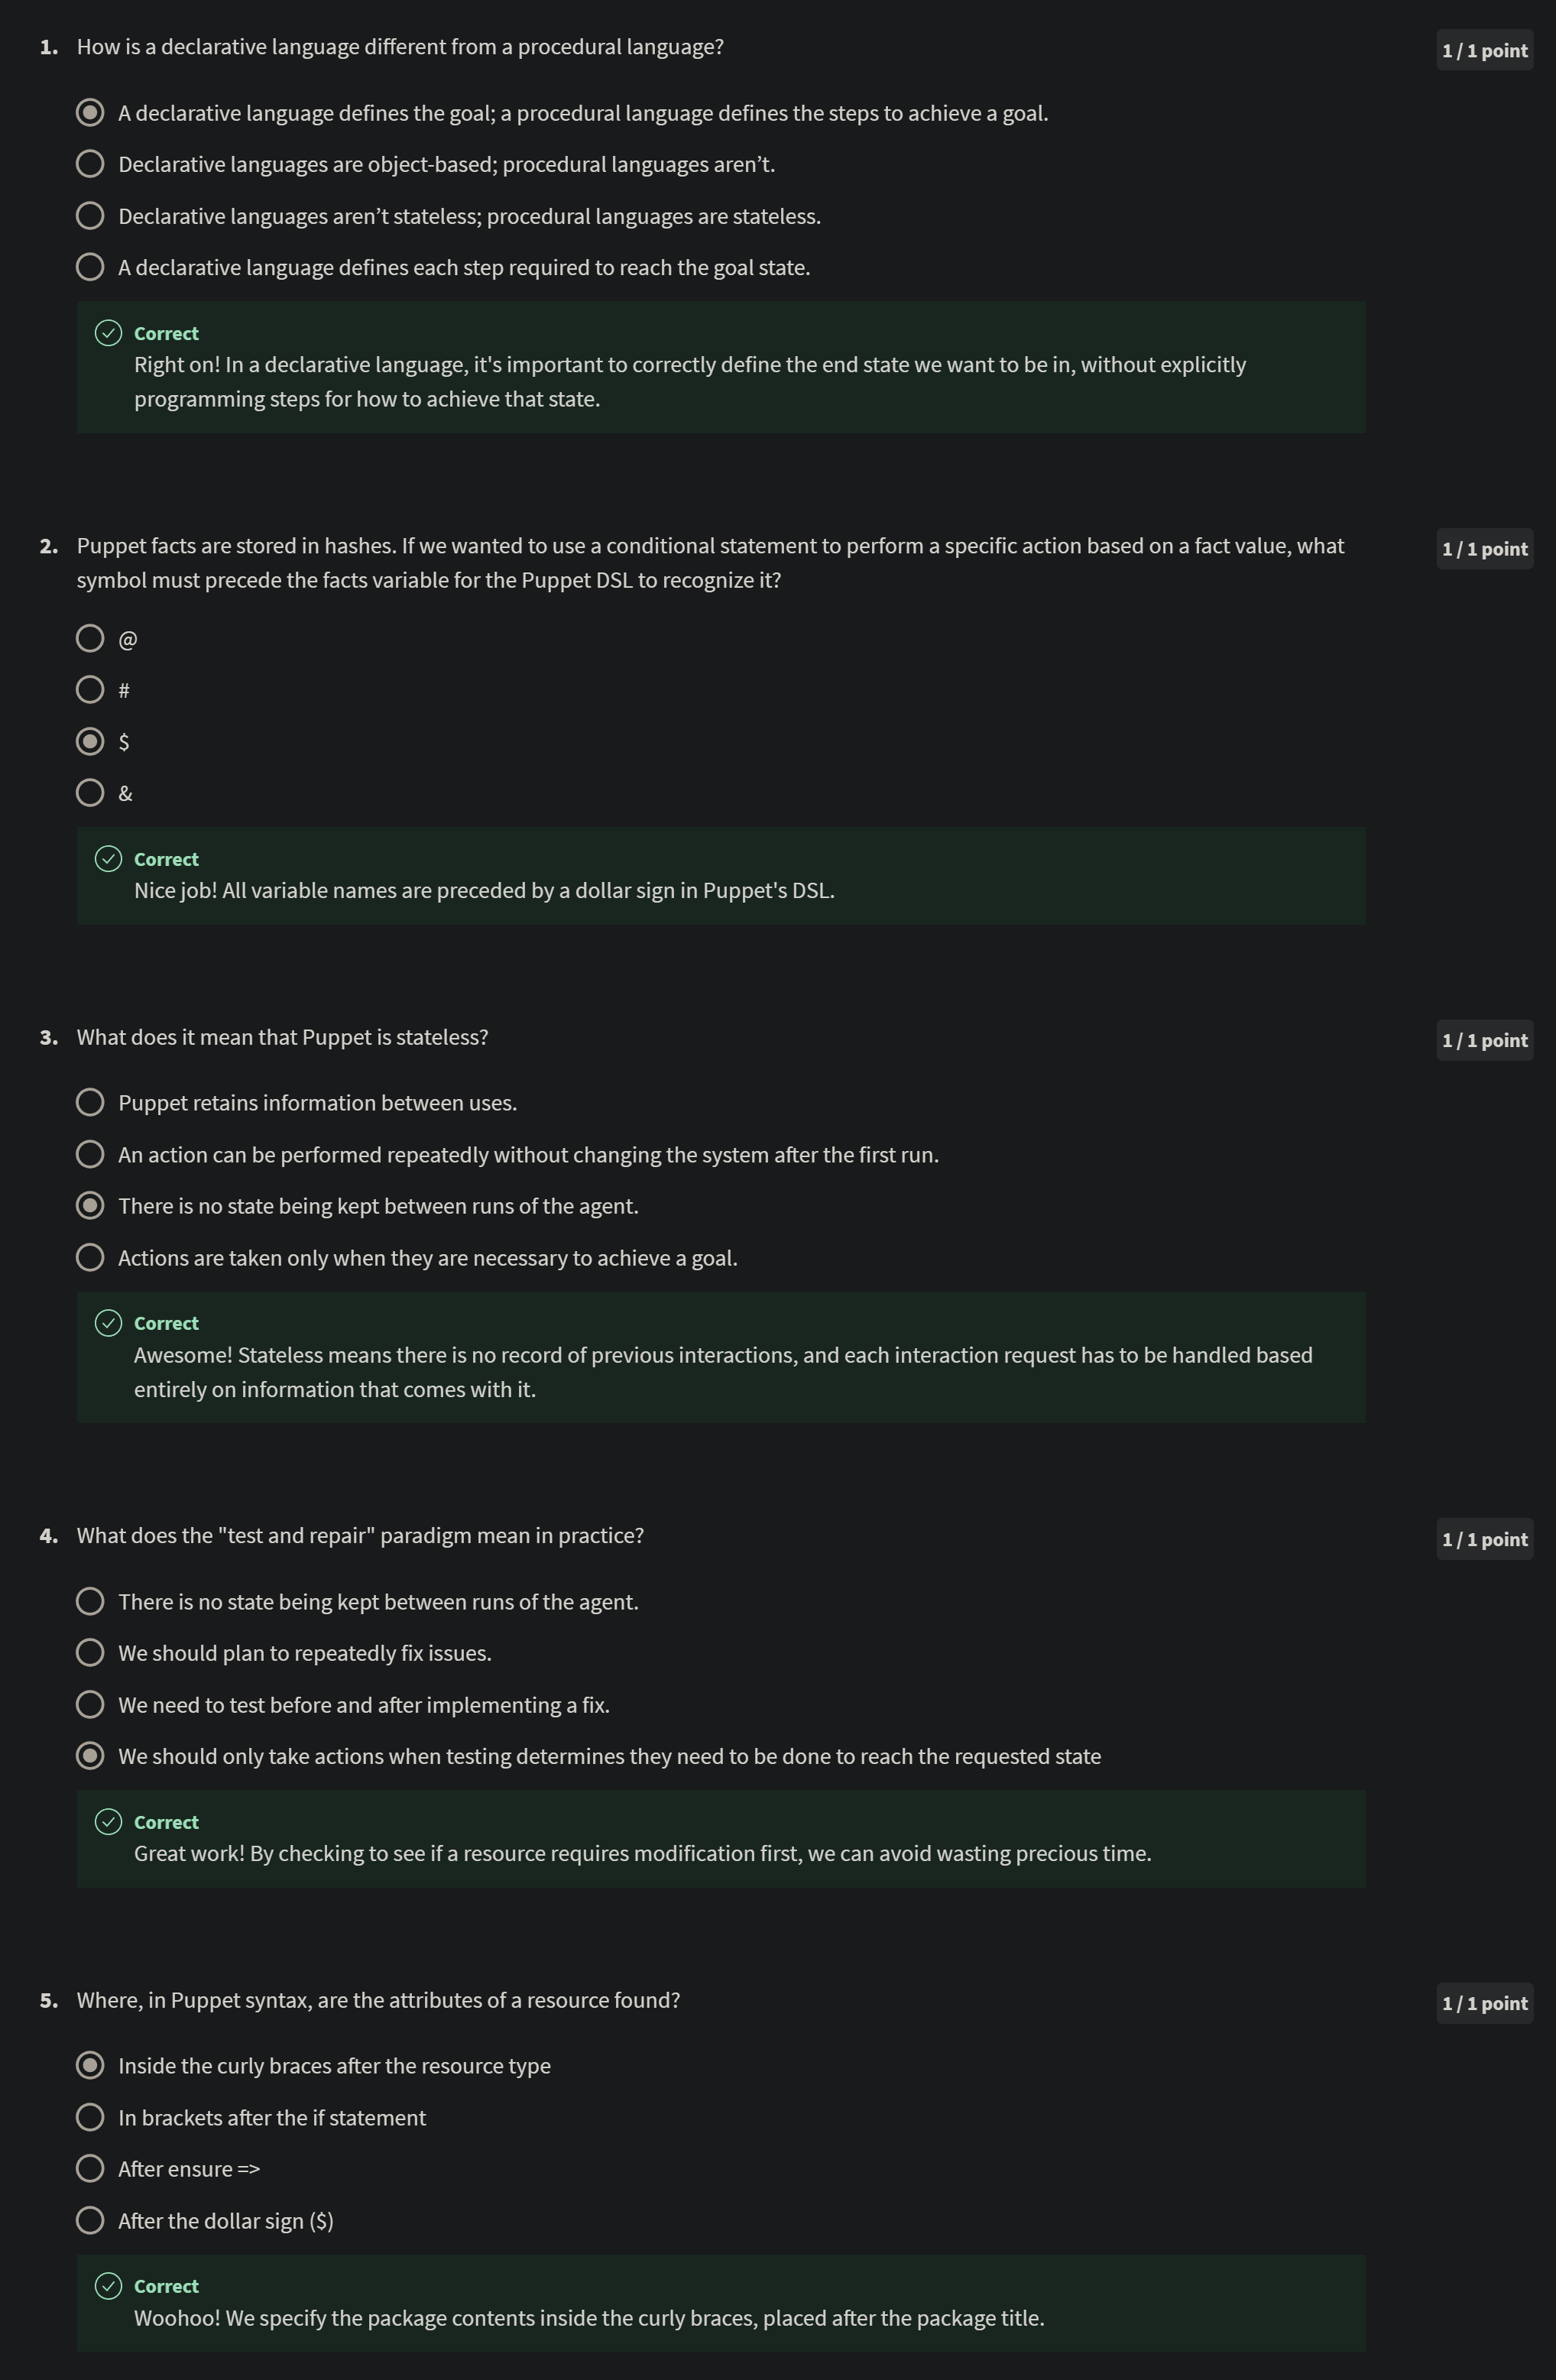 1. How is a declarative language different from a procedural language?
1 / 1 point
A declarative language defines the goal; a procedural language defines the steps to achieve a goal.
Declarative languages are object-based; procedural languages aren’t.
Declarative languages aren’t stateless; procedural languages are stateless.
A declarative language defines each step required to reach the goal state.
Correct
Right on! In a declarative language, it's important to correctly define the end state we want to be in, without explicitly
programming steps for how to achieve that state.
2. Puppet facts are stored in hashes. If we wanted to use a conditional statement to perform a specific action based on a fact value, what
symbol must precede the facts variable for the Puppet DSL to recognize it?
1 / 1 point
@
#
$
&
Correct
Nice job! All variable names are preceded by a dollar sign in Puppet's DSL.
3. What does it mean that Puppet is stateless?
1 / 1 point
Puppet retains information between uses.
An action can be performed repeatedly without changing the system after the first run.
There is no state being kept between runs of the agent.
Actions are taken only when they are necessary to achieve a goal.
Correct
Awesome! Stateless means there is no record of previous interactions, and each interaction request has to be handled based
entirely on information that comes with it.
4. What does the "test and repair" paradigm mean in practice?
1 / 1 point
There is no state being kept between runs of the agent.
We should plan to repeatedly fix issues.
We need to test before and after implementing a fix.
We should only take actions when testing determines they need to be done to reach the requested state
Correct
Great work! By checking to see if a resource requires modification first, we can avoid wasting precious time.
5. Where, in Puppet syntax, are the attributes of a resource found?
1 / 1 point
Inside the curly braces after the resource type
In brackets after the if statement
After ensure =>
After the dollar sign ($)
Correct
Woohoo! We specify the package contents inside the curly braces, placed after the package title.